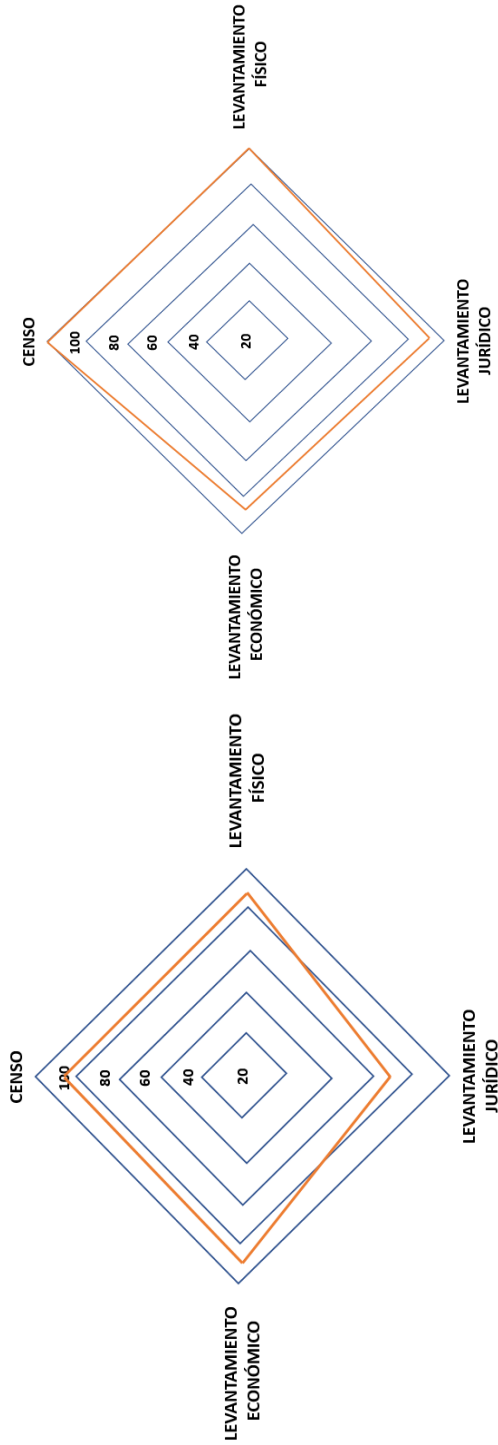 CENSO
100
80
60
40
20
LEVANTAMIENTO
FÍSICO
LEVANTAMIENTO
JURÍDICO
LEVANTAMIENTO
ECONÓMICO
CENSO
100
80
60
40
20
LEVANTAMIENTO
FÍSICO
LEVANTAMIENTO
JURÍDICO
LEVANTAMIENTO
ECONÓMICO